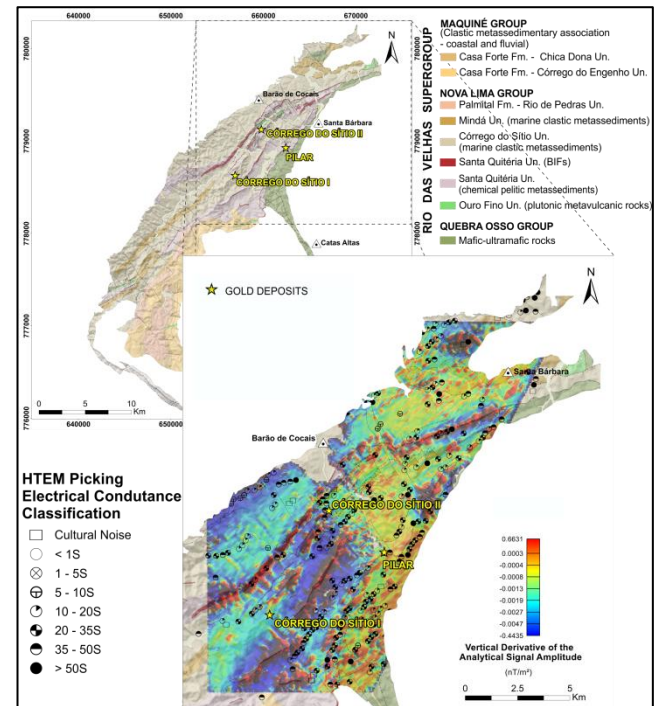 640000
650000
660000
670000
780000
779000
778000
777000
776000
N
Barão de Cocais
Santa Bárbara
CÓRREGO DO SÍTIO II
PILAR
CÓRREGO DO SÍTIO I
Catas Altas
0 5 10
Km
640000
650000
RIO DAS VELHAS SUPERGROUP
MAQUINÉ GROUP
(Clastic metassedimentary association
- coastal and fluvial)
Casa Forte Fm. - Chica Dona Un.
Casa Forte Fm. - Córrego do Engenho Un.
NOVA LIMA GROUP
Palmital Fm. - Rio de Pedras Un.
Mindá Un. (marine clastic metassediments)
Córrego do Sítio Un.
(marine clastic metassediments)
Santa Quitéria Un. (BIFs)
Santa Quitéria Un.
(chemical pelitic metassediments)
Ouro Fino Un. (plutonic metavulcanic rocks)
QUEBRA OSSO GROUP
Mafic-ultramafic rocks
GOLD DEPOSITS
N
Santa Bárbara
Barão de Cocais
CÓRREGO DO SÍTIO II
PILAR
CÓRREGO DO SÍTIO I
HTEM Picking
Electrical Condutance
Classification
Cultural Noise
< 1S
1 - 5S
5 - 10S
10 - 20S
20 - 35S
35 - 50S
> 50S
0.6631
0.0003
0.0004
-0.0013
-0.0009
-0.0011
-0.0010
-0.4435
Vertical Derivative of the
Analytical Signal Amplitude
(nT/m²)
0 2.5 5
Km